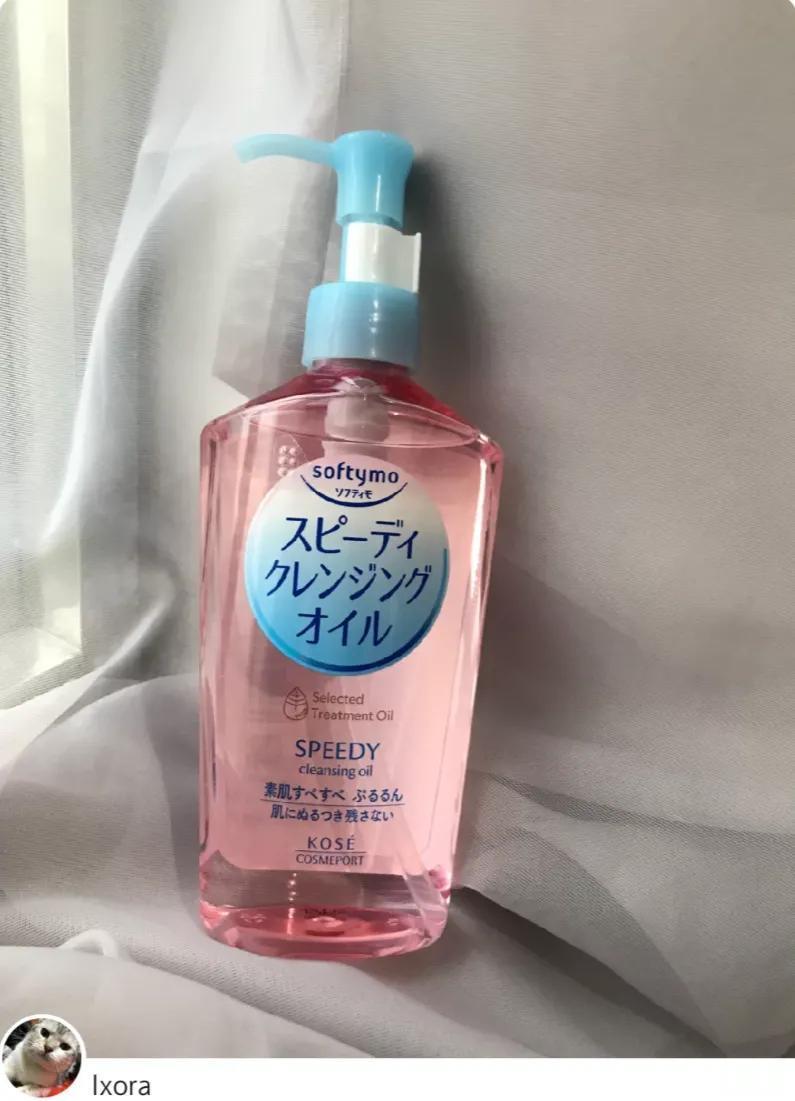 softymo
ソフティモ
スピーディ
クレンジング
オイル
Selected
Treatment Oil
SPEEDY
cleansing oil
素肌すべすべ ぷるるん
肌にぬるつき残さない
KOSÉ
COSMEPORT
Ixora